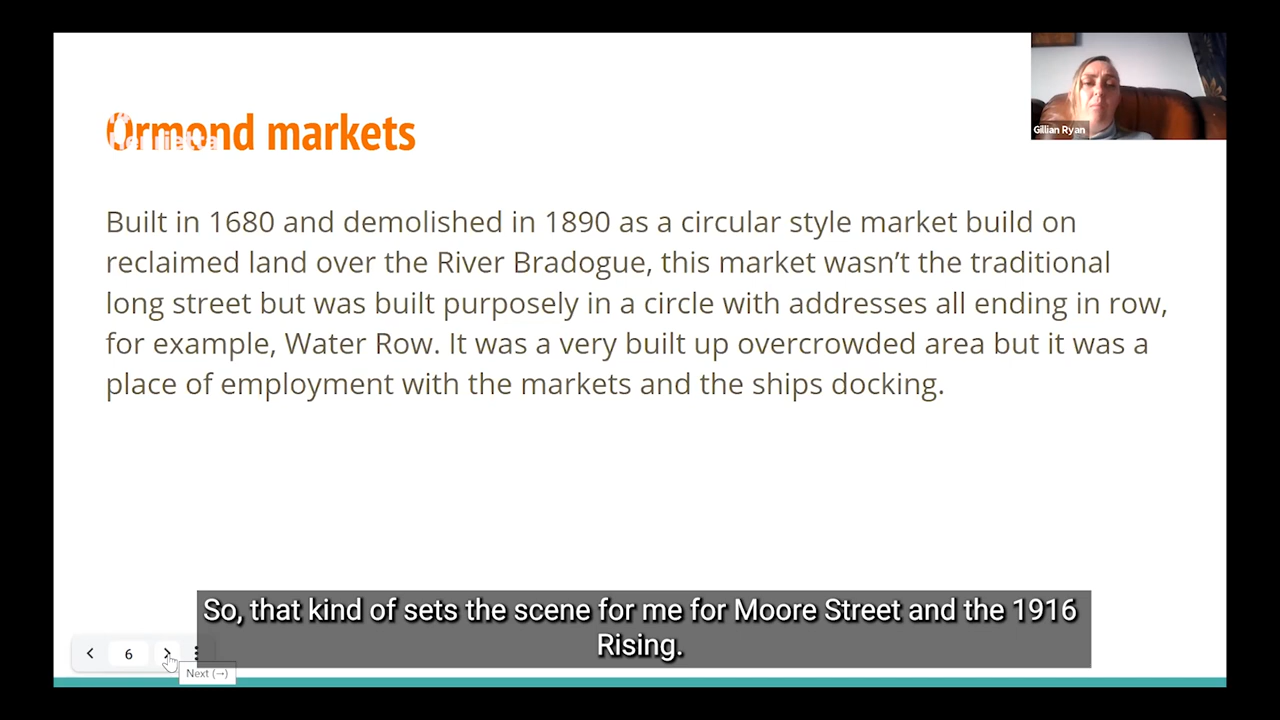 Ormond markets
Henrietta
Gillian Ryan
Built in 1680 and demolished in 1890 as a circular style market build on
reclaimed land over the River Bradogue, this market wasn't the traditional
long street but was built purposely in a circle with addresses all ending in row,
for example, Water Row. It was a very built up overcrowded area but it was a
place of employment with the markets and the ships docking.
So, that kind of sets the scene for me for Moore Street and the 1916
Rising.
6
Next (→)